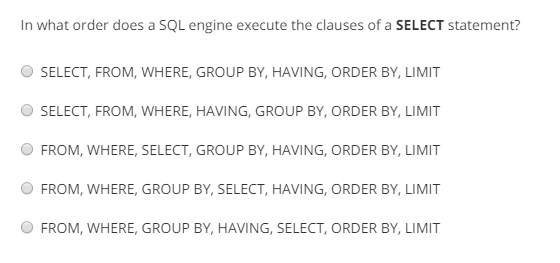 In what order does a SQL engine execute the clauses of a SELECT statement?
SELECT, FROM, WHERE, GROUP BY, HAVING, ORDER BY, LIMIT
SELECT, FROM, WHERE, HAVING, GROUP BY, ORDER BY, LIMIT
FROM, WHERE, SELECT, GROUP BY, HAVING, ORDER BY, LIMIT
FROM, WHERE, GROUP BY, SELECT, HAVING, ORDER BY, LIMIT
FROM, WHERE, GROUP BY, HAVING, SELECT, ORDER BY, LIMIT